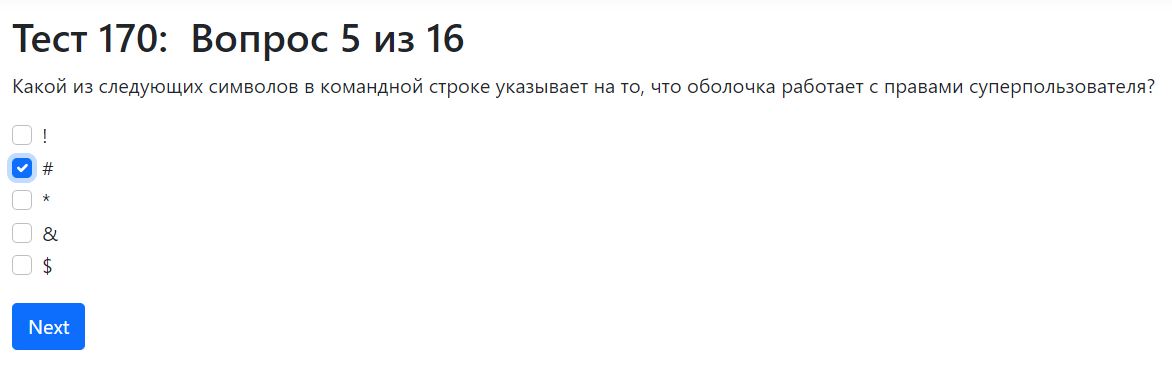 Тест 170: Вопрос 5 из 16
Какой из следующих символов в командной строке указывает на то, что оболочка работает с правами суперпользователя?
!
#
*
&
$
Next